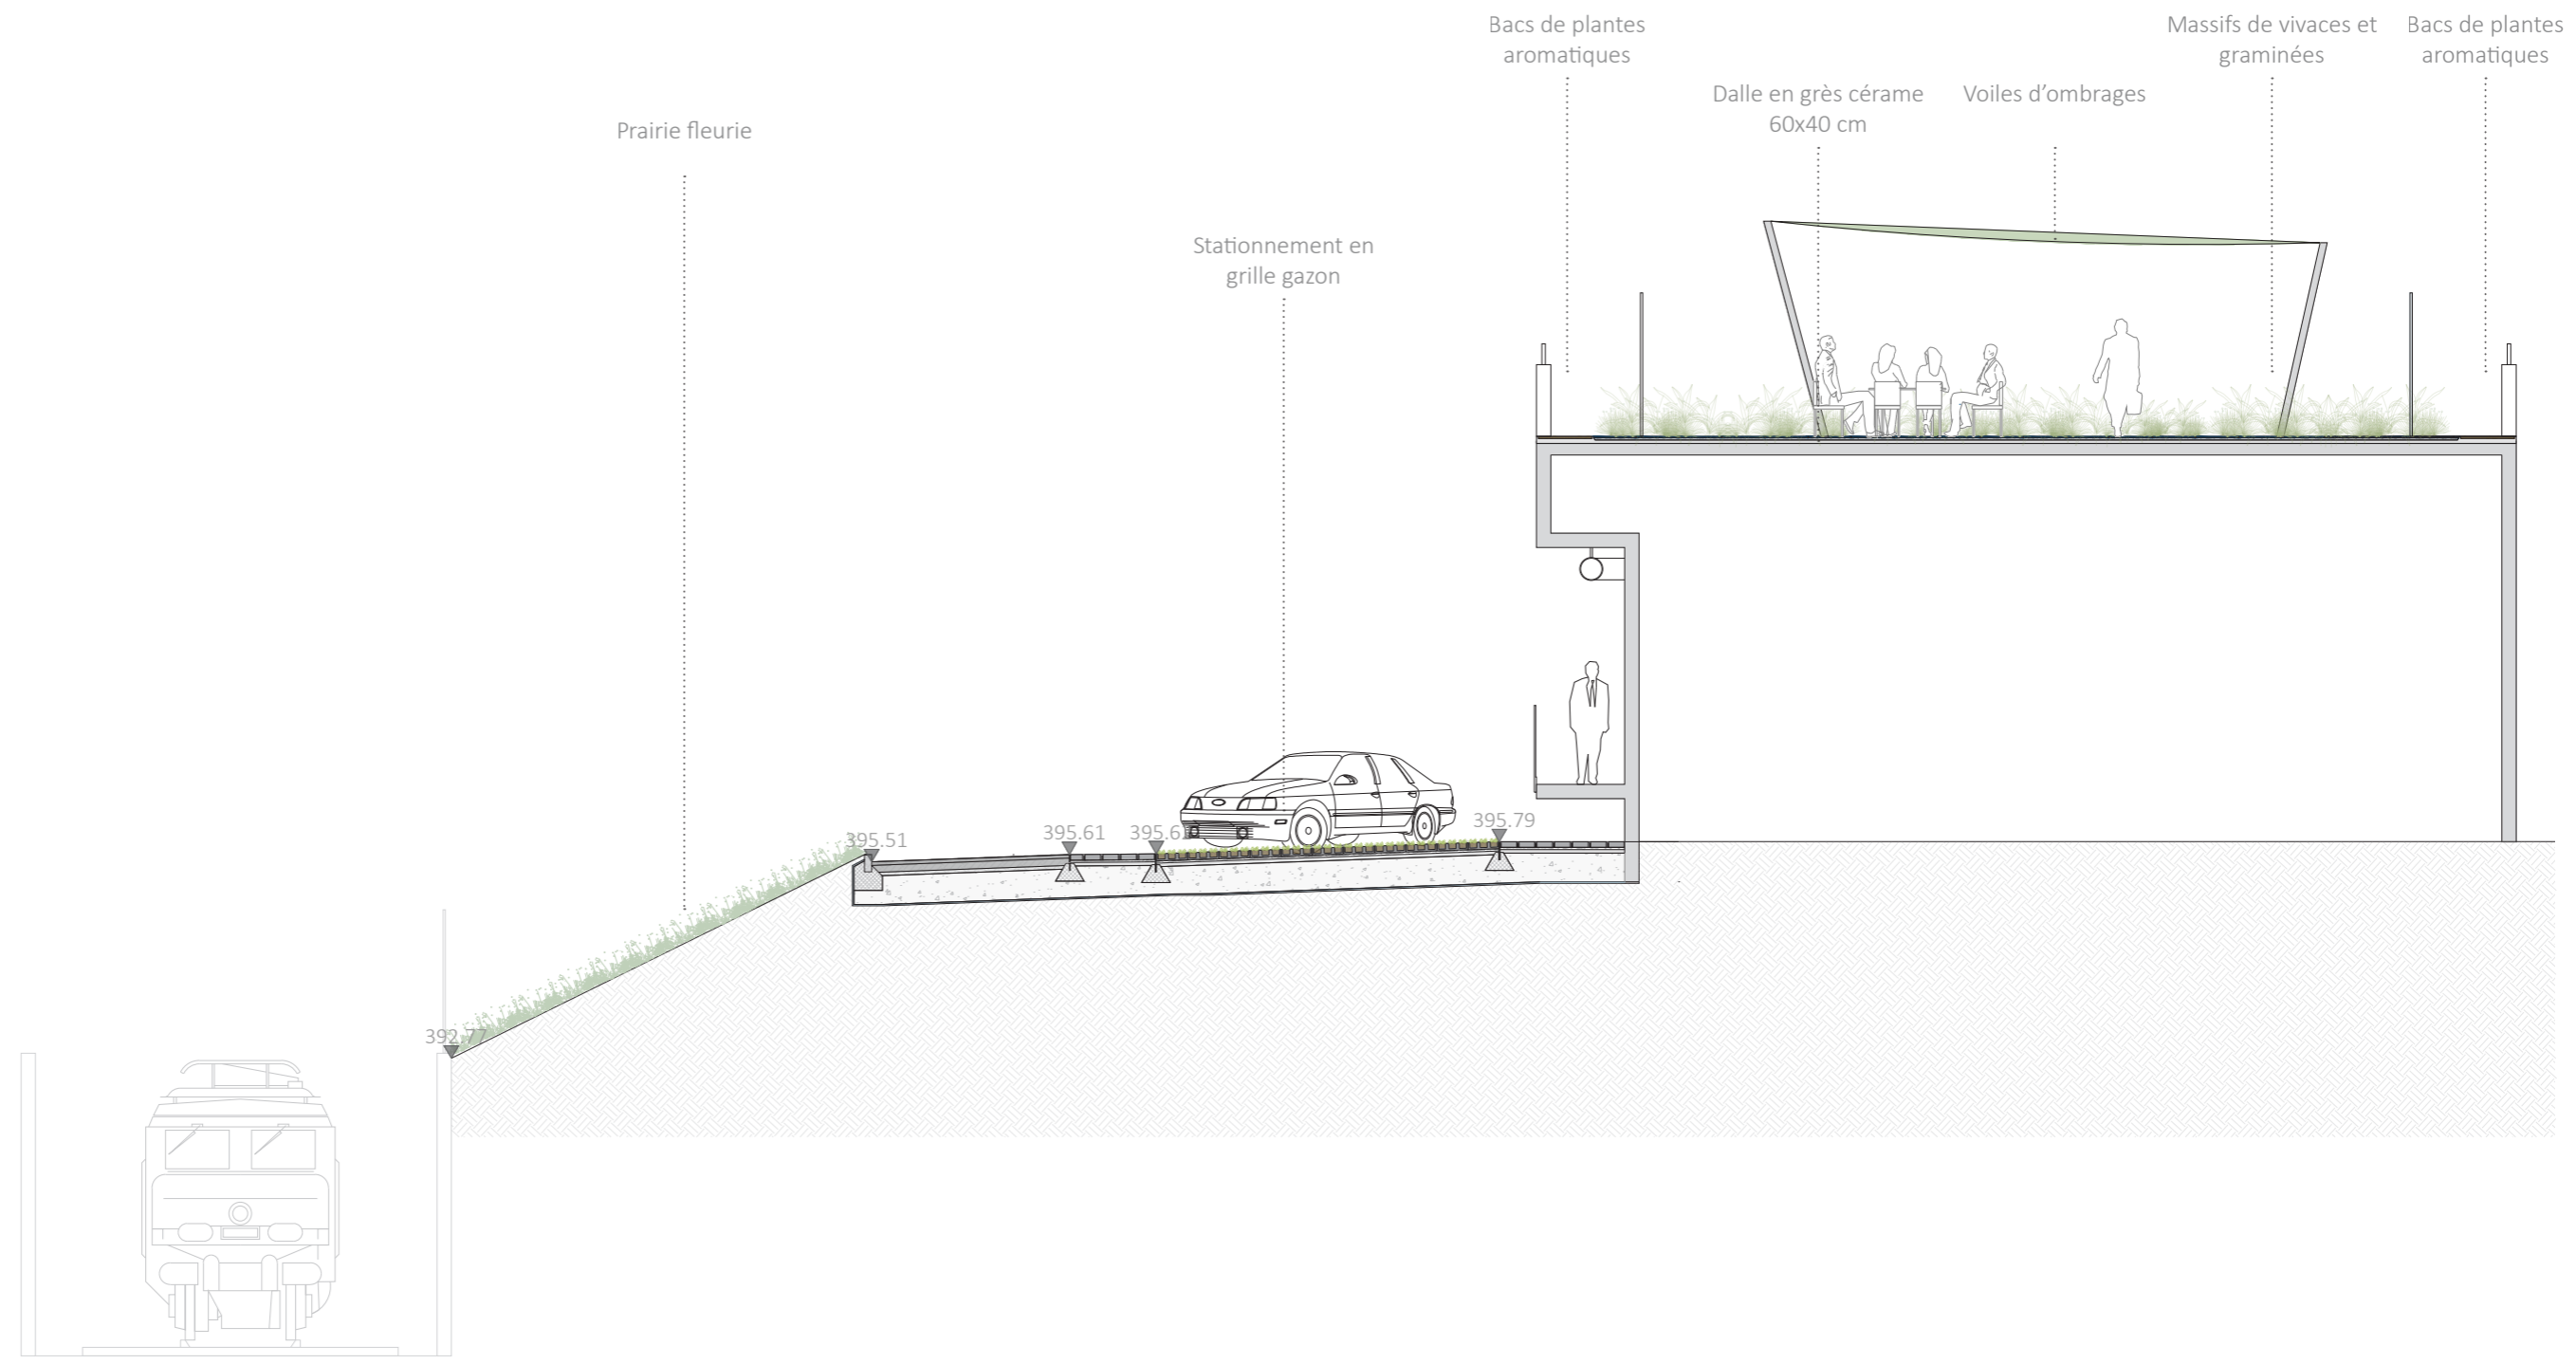 Bacs de plantes
aromatiques
Massifs de vivaces et
graminées
Bacs de plantes
aromatiques
Dalle en grès cérame
60x40 cm
Voiles d’ombrages
Prairie fleurie
Stationnement en
grille gazon
395.51
395.61
395.79
392.77